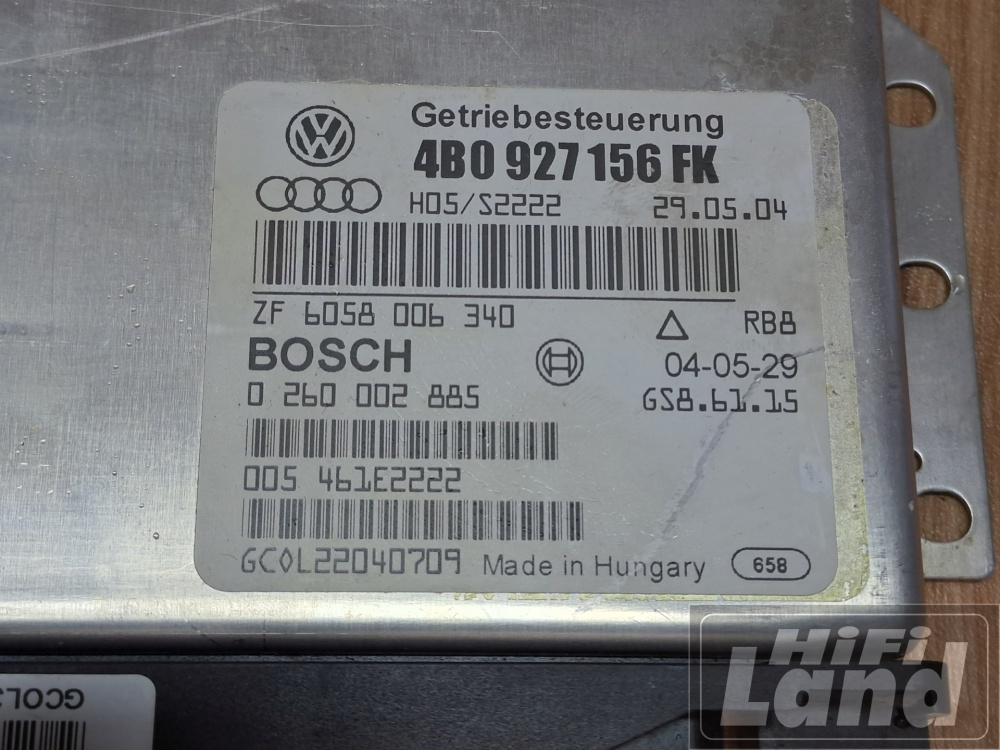 Getriebesteuerung
4B0 927 156 FK
H05/S2222 29.05.04
ZF 6058 006 340 RB8
BOSCH 04-05-29
0 260 002 885 GS8.61.15
005 461E2222
GC0L22040709 Made in Hungary 658
HiFi
Land